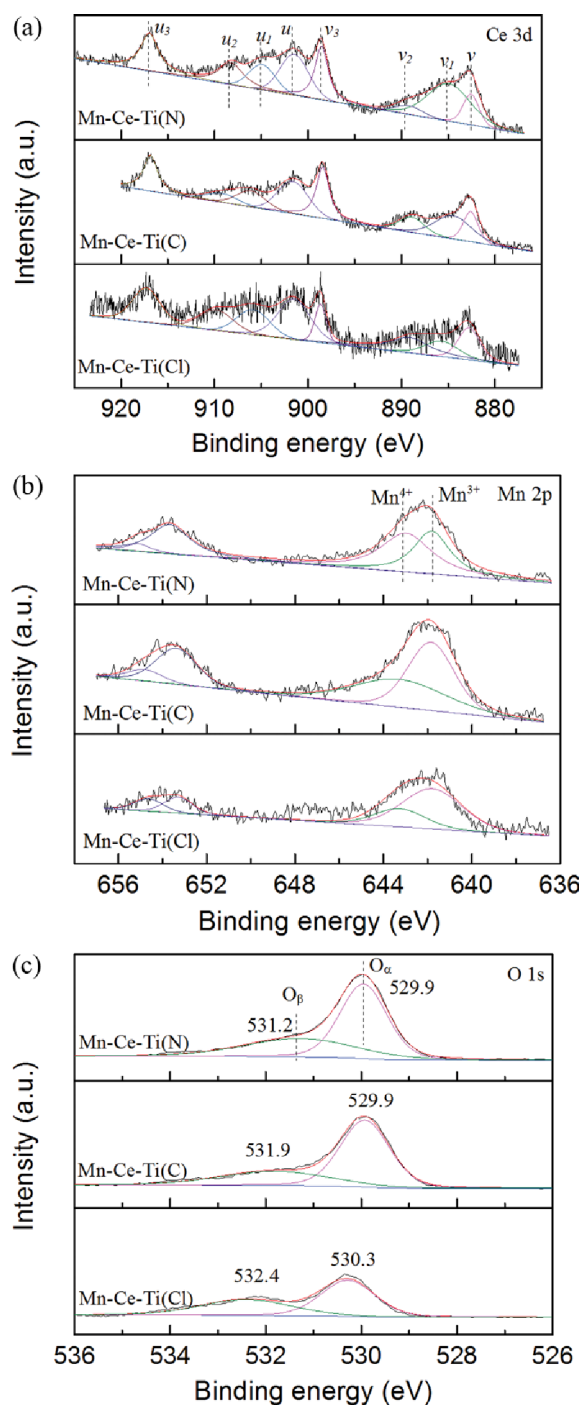 (a)
Ce 3d
u3 u2 u1 u v3 v2 v1 v
Mn-Ce-Ti(N)
Mn-Ce-Ti(C)
Mn-Ce-Ti(Cl)
Intensity (a.u.)
920 910 900 890 880
Binding energy (eV)
(b)
Mn4+ Mn3+ Mn 2p
Mn-Ce-Ti(N)
Mn-Ce-Ti(C)
Mn-Ce-Ti(Cl)
Intensity (a.u.)
656 652 648 644 640 636
Binding energy (eV)
(c)
Oβ Oα O 1s
531.2 529.9
Mn-Ce-Ti(N)
529.9
531.9
Mn-Ce-Ti(C)
532.4 530.3
Mn-Ce-Ti(Cl)
Intensity (a.u.)
536 534 532 530 528 526
Binding energy (eV)